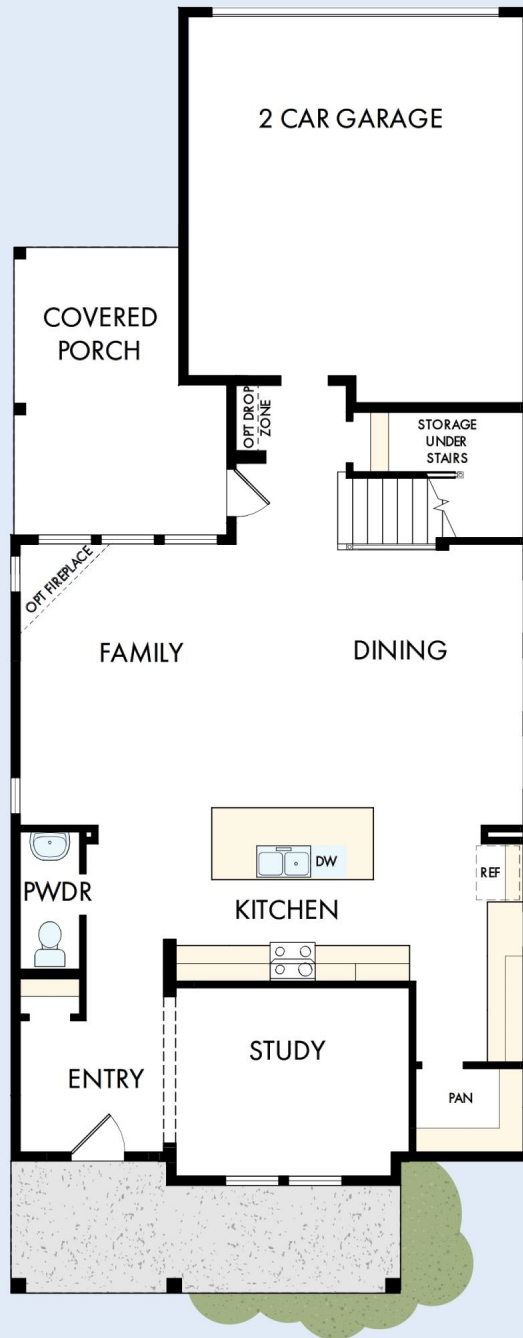 2 CAR GARAGE
COVERED
PORCH
OPT DROP
ZONE
STORAGE
UNDER
STAIRS
OPT FIREPLACE
FAMILY
DINING
DW
REF
PWDR
KITCHEN
STUDY
ENTRY
PAN